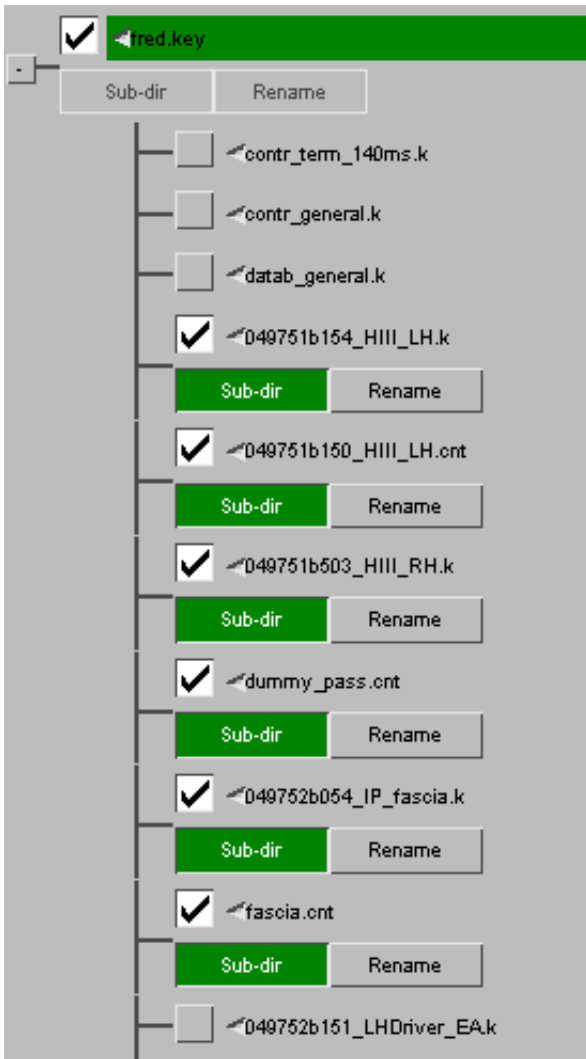 fred.key
-
Sub-dir Rename
contr_term_140ms.k
contr_general.k
datab_general.k
049751b154_HIII_LH.k
Sub-dir Rename
049751b150_HIII_LH.cnt
Sub-dir Rename
049751b503_HIII_RH.k
Sub-dir Rename
dummy_pass.cnt
Sub-dir Rename
049752b054_IP_fascia.k
Sub-dir Rename
fascia.cnt
Sub-dir Rename
049752b151_LHDriver_EA.k